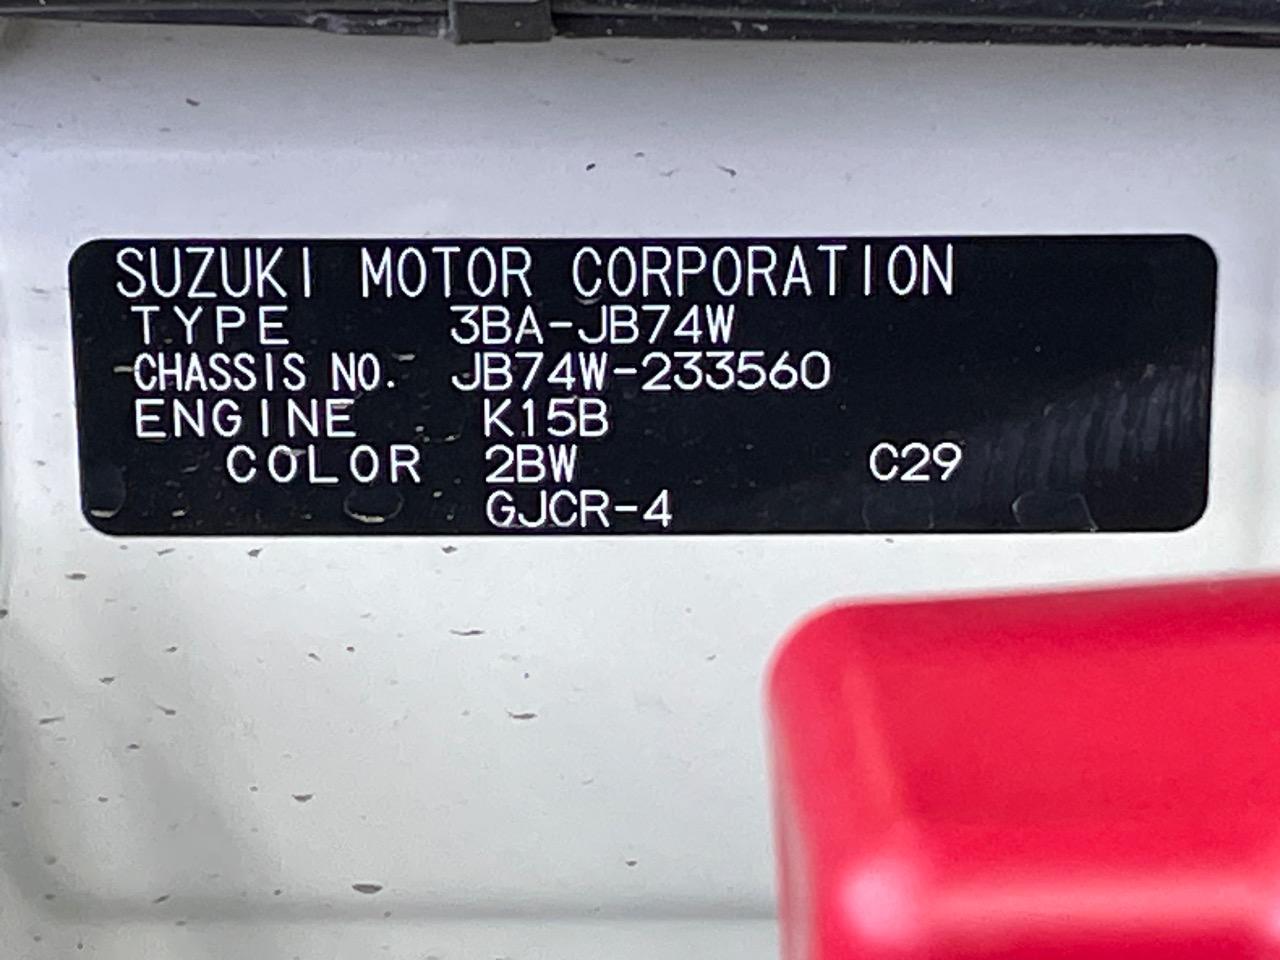 SUZUKI MOTOR CORPORATION
TYPE 3BA-JB74W
CHASSIS NO. JB74W-233560
ENGINE K15B
COLOR 2BW C29
GJCR-4